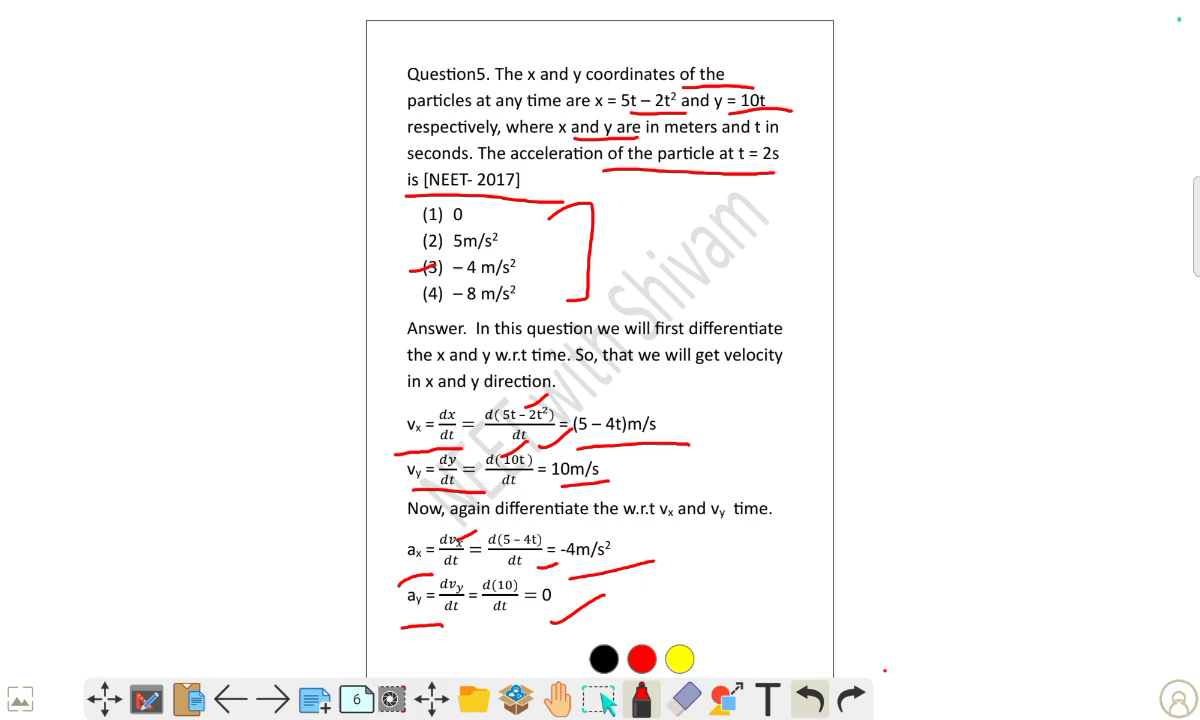 Question5. The x and y coordinates of the
particles at any time are x = 5t – 2t² and y = 10t
respectively, where x and y are in meters and t in
seconds. The acceleration of the particle at t = 2s
is [NEET- 2017]
(1) 0
(2) 5m/s²
(3) – 4 m/s²
(4) – 8 m/s²
Answer. In this question we will first differentiate
the x and y w.r.t time. So, that we will get velocity
in x and y direction.
vₓ = dx/dt = d( 5t – 2t²)/dt = (5 – 4t)m/s
v_y = dy/dt = d( 10t)/dt = 10m/s
Now, again differentiate the w.r.t vₓ and v_y time.
aₓ = dvₓ/dt = d(5 – 4t)/dt = -4m/s²
a_y = dv_y/dt = d(10)/dt = 0
NEET with Shivam
6
T